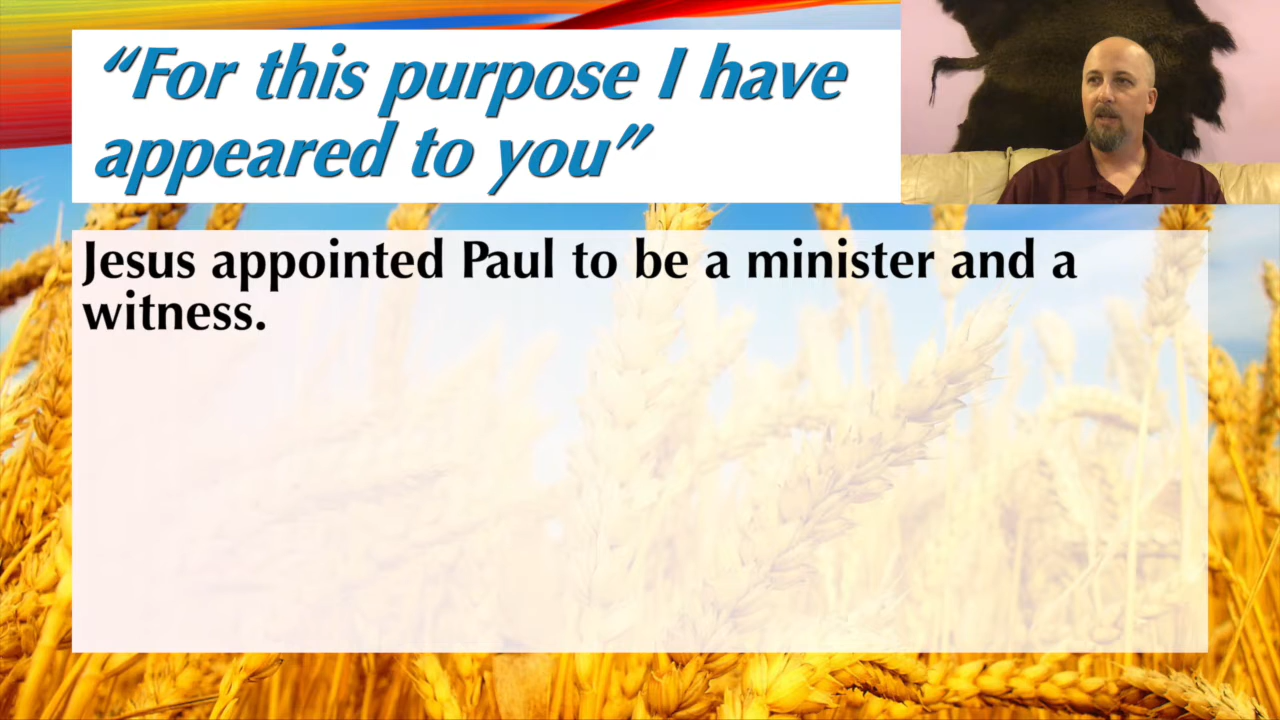 “For this purpose I have
appeared to you”
Jesus appointed Paul to be a minister and a
witness.